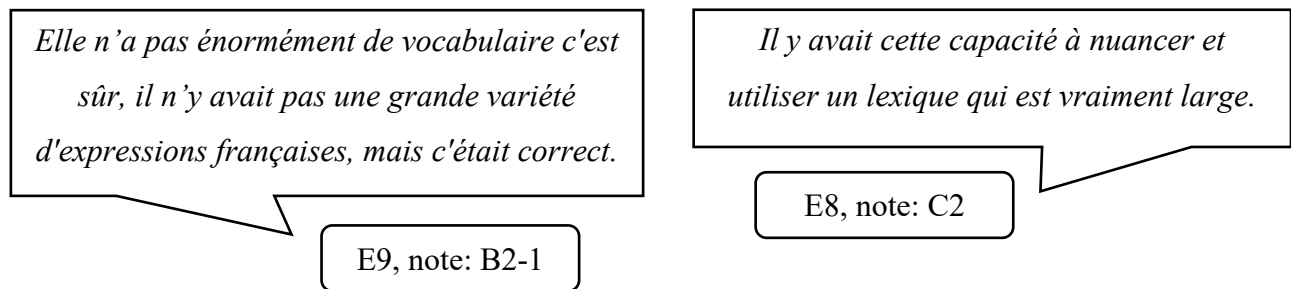 Elle n’a pas énormément de vocabulaire c'est
sûr, il n’y avait pas une grande variété
d'expressions françaises, mais c'était correct.
E9, note: B2-1
Il y avait cette capacité à nuancer et
utiliser un lexique qui est vraiment large.
E8, note: C2